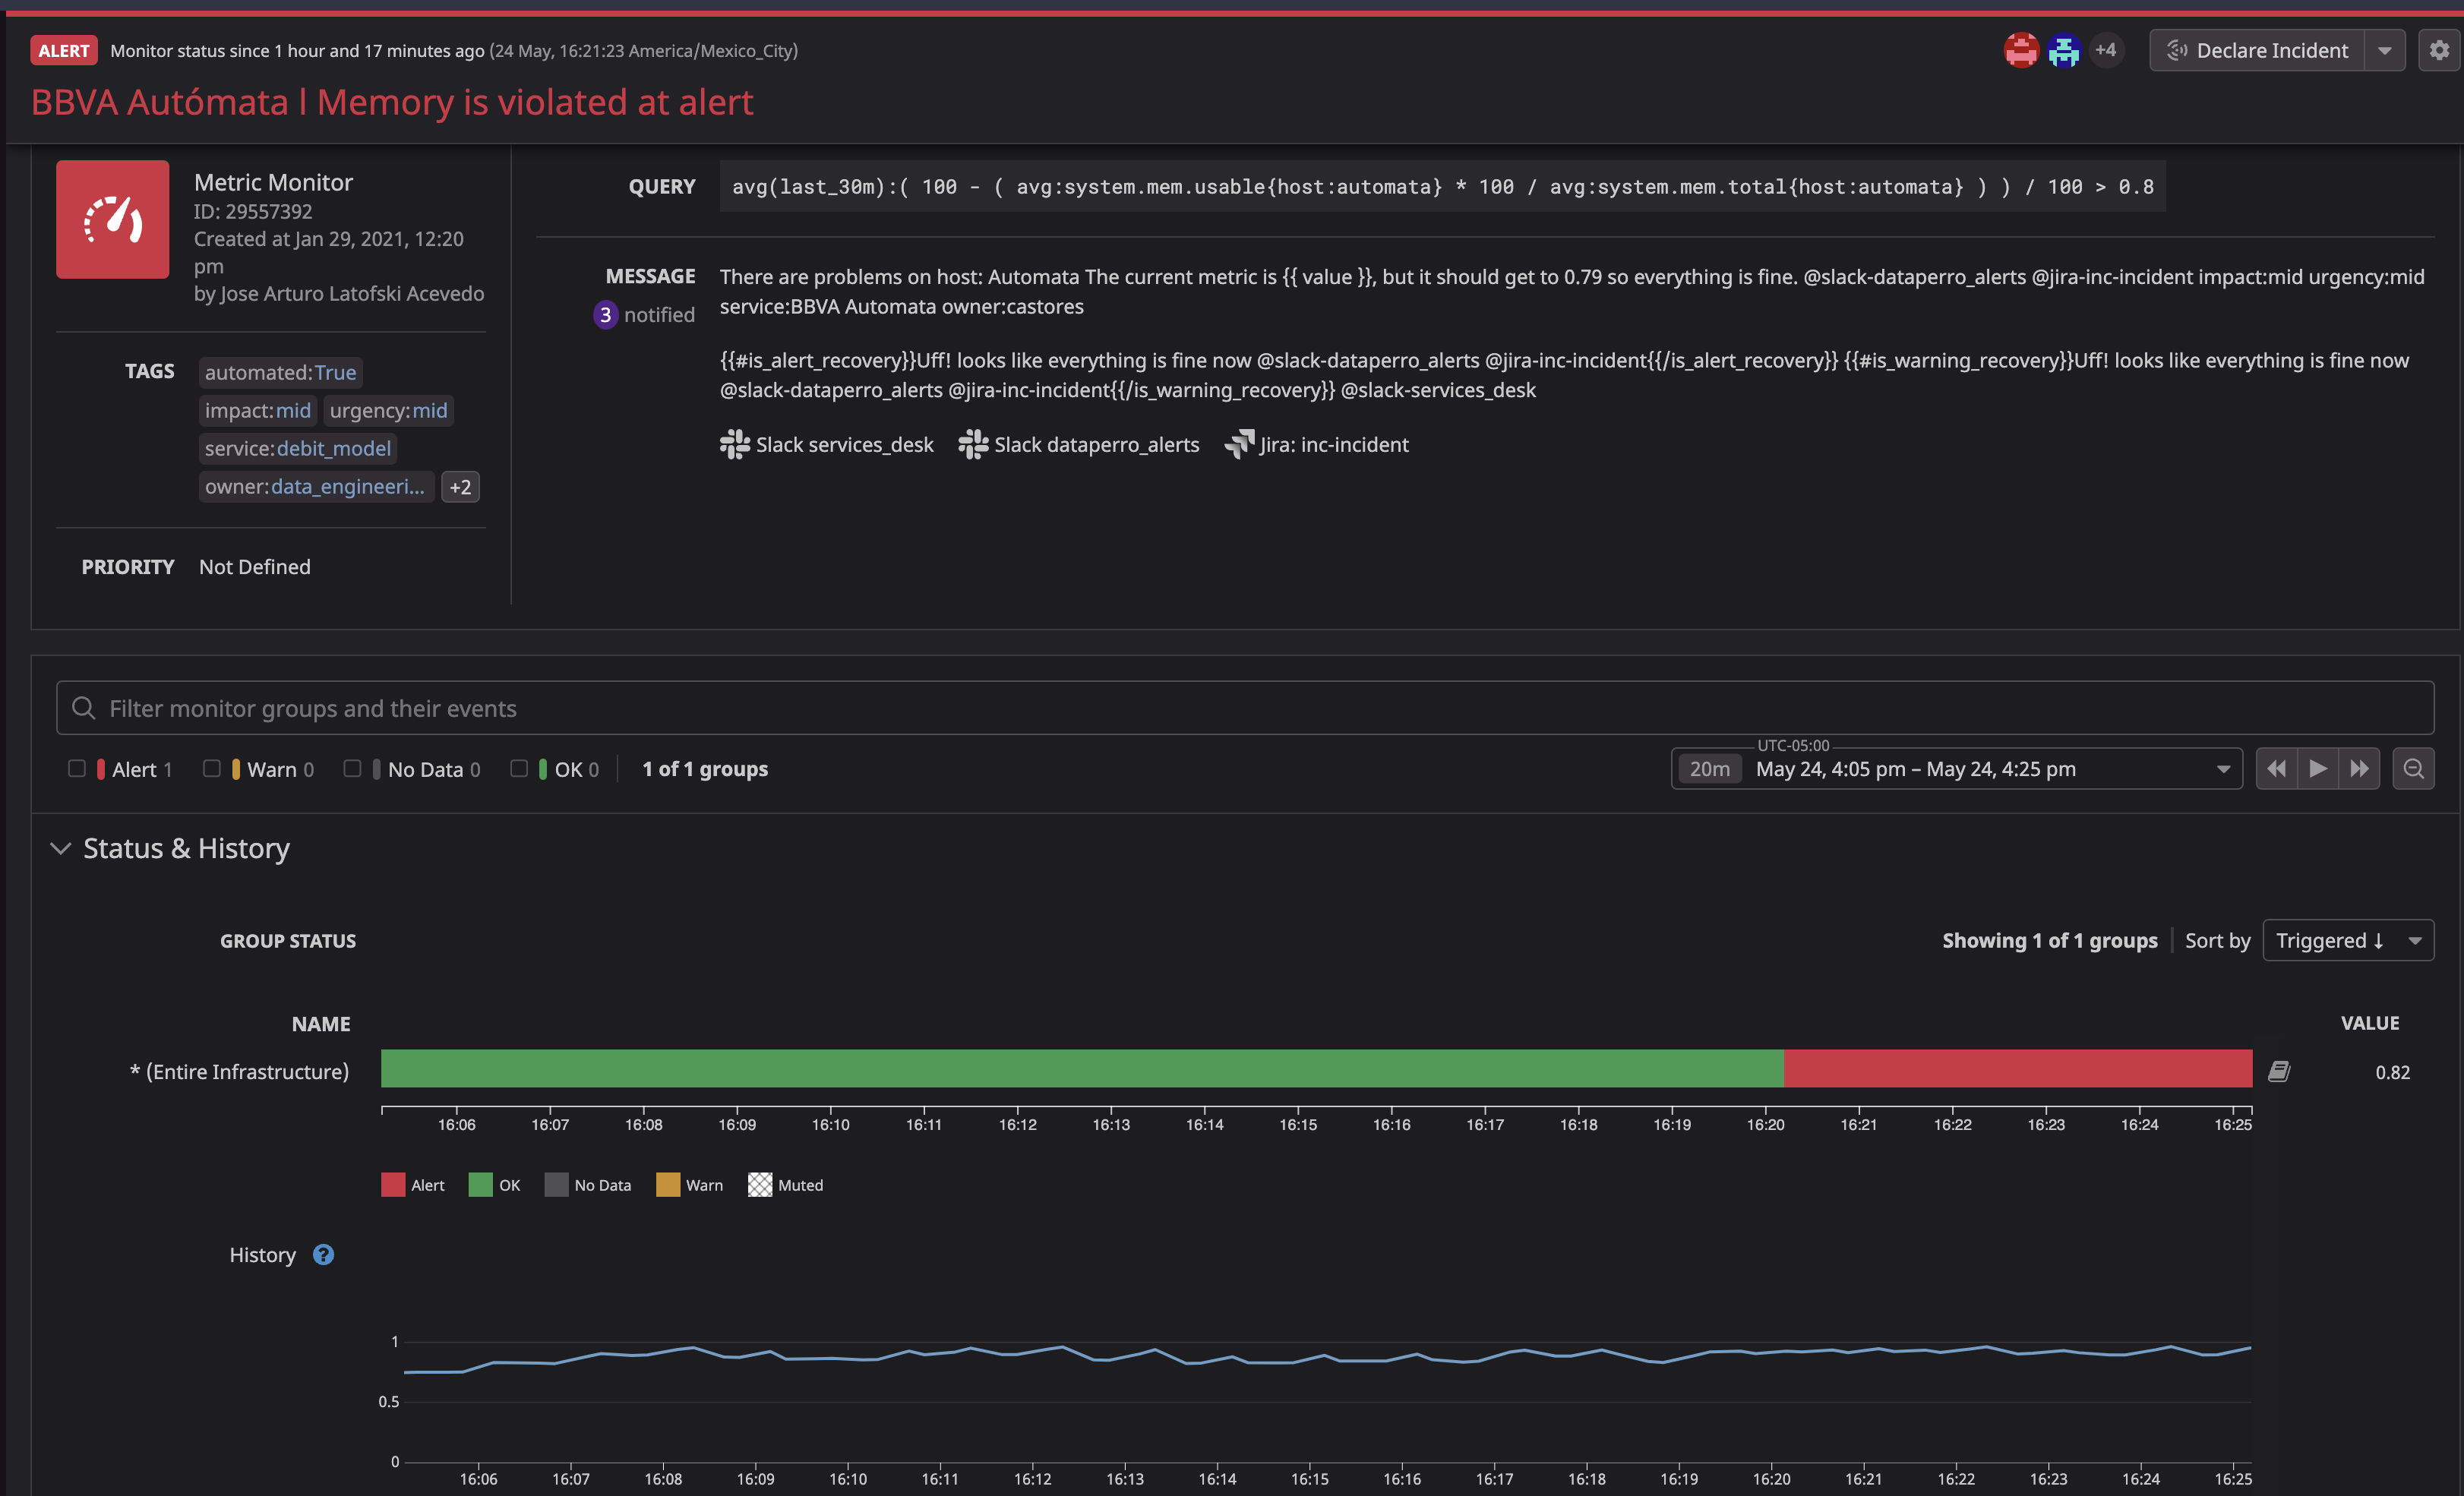 ALERT Monitor status since 1 hour and 17 minutes ago (24 May, 16:21:23 America/Mexico_City)
+4
Declare Incident
BBVA Autómata l Memory is violated at alert
Metric Monitor
ID: 29557392
Created at Jan 29, 2021, 12:20
pm
by Jose Arturo Latofski Acevedo
TAGS
automated:True
impact:mid urgency:mid
service:debit_model
owner:data_engineeri... +2
PRIORITY Not Defined
QUERY avg(last_30m):( 100 - ( avg:system.mem.usable{host:automata} * 100 / avg:system.mem.total{host:automata} ) ) / 100 > 0.8
MESSAGE
3 notified
There are problems on host: Automata The current metric is {{ value }}, but it should get to 0.79 so everything is fine. @slack-dataperro_alerts @jira-inc-incident impact:mid urgency:mid
service:BBVA Automata owner:castores
{{#is_alert_recovery}}Uff! looks like everything is fine now @slack-dataperro_alerts @jira-inc-incident{{/is_alert_recovery}} {{#is_warning_recovery}}Uff! looks like everything is fine now
@slack-dataperro_alerts @jira-inc-incident{{/is_warning_recovery}} @slack-services_desk
Slack services_desk Slack dataperro_alerts Jira: inc-incident
Filter monitor groups and their events
Alert 1 Warn 0 No Data 0 OK 0 1 of 1 groups
UTC-05:00
20m May 24, 4:05 pm – May 24, 4:25 pm
Status & History
GROUP STATUS
Showing 1 of 1 groups Sort by Triggered ↓
NAME VALUE
* (Entire Infrastructure) 0.82
16:06 16:07 16:08 16:09 16:10 16:11 16:12 16:13 16:14 16:15 16:16 16:17 16:18 16:19 16:20 16:21 16:22 16:23 16:24 16:25
Alert OK No Data Warn Muted
History ?
1
0.5
0
16:06 16:07 16:08 16:09 16:10 16:11 16:12 16:13 16:14 16:15 16:16 16:17 16:18 16:19 16:20 16:21 16:22 16:23 16:24 16:25